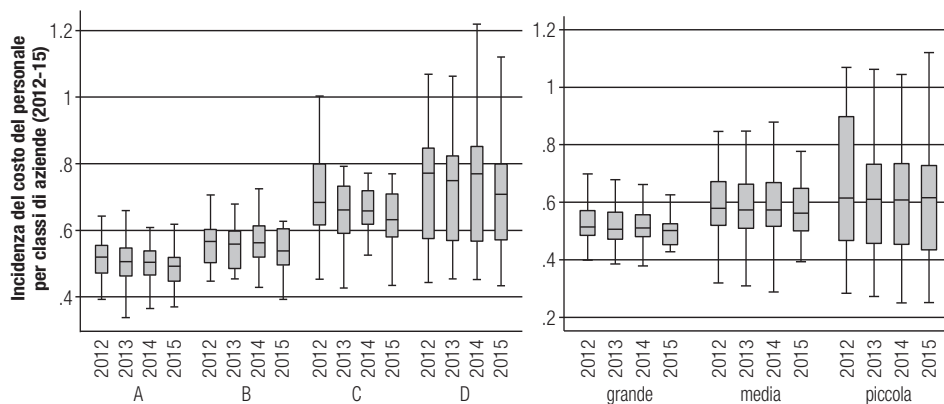 Incidenza del costo del personale
per classi di aziende (2012-15)
1.2
1
.8
.6
.4
2012 2013 2014 2015 2012 2013 2014 2015 2012 2013 2014 2015 2012 2013 2014 2015
A B C D
1.2
1
.8
.6
.4
.2
2012 2013 2014 2015 2012 2013 2014 2015 2012 2013 2014 2015
grande media piccola